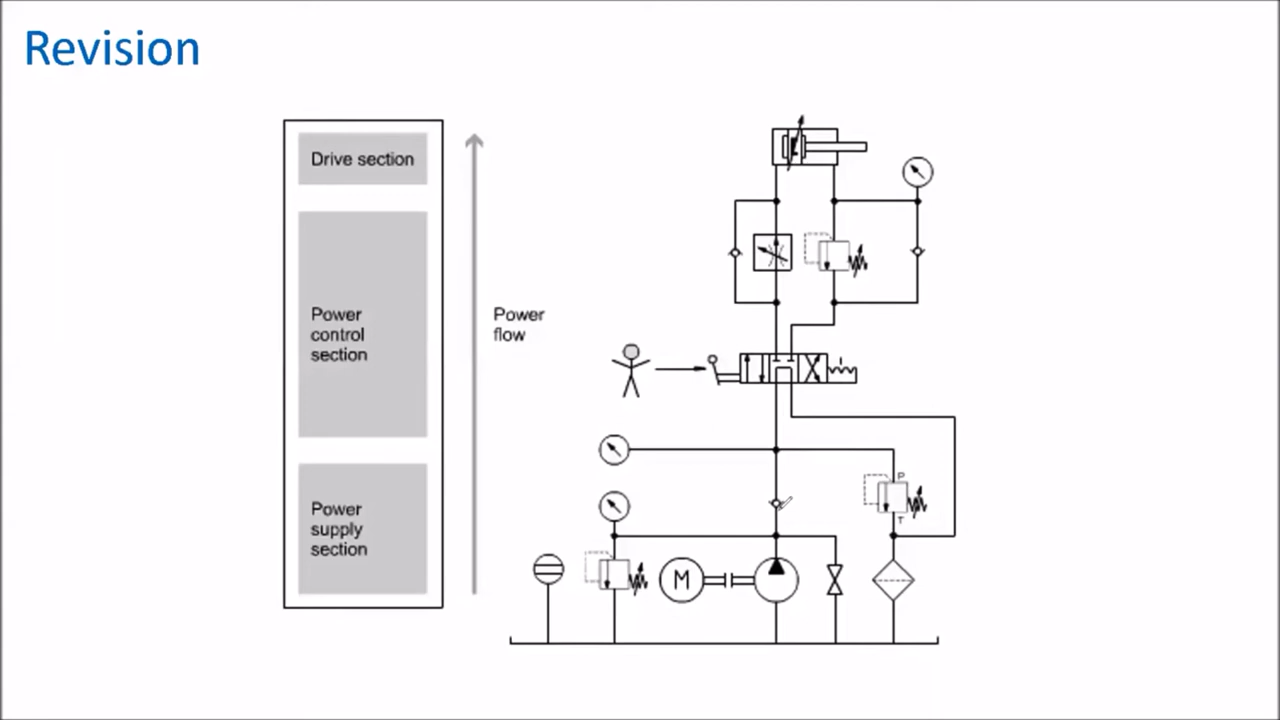 Revision
Drive section
Power
control
section
Power
flow
Power
supply
section
P
T
M